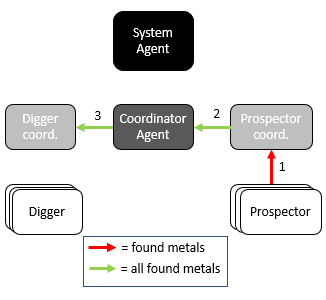 System
Agent
Digger
coord.
3
Coordinator
Agent
2
Prospector
coord.
1
Digger
Prospector
= found metals
= all found metals